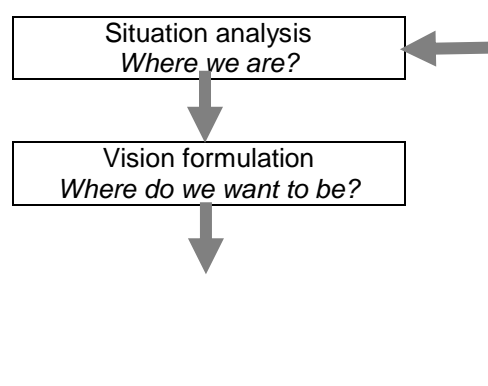 Situation analysis
Where we are?
Vision formulation
Where do we want to be?